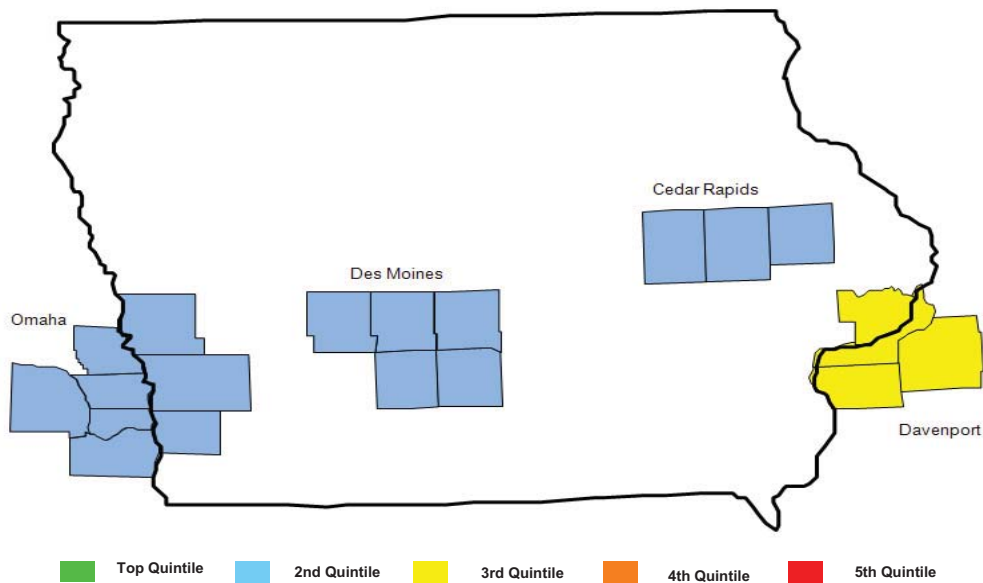 Cedar Rapids
Des Moines
Omaha
Davenport
Top Quintile 2nd Quintile 3rd Quintile 4th Quintile 5th Quintile